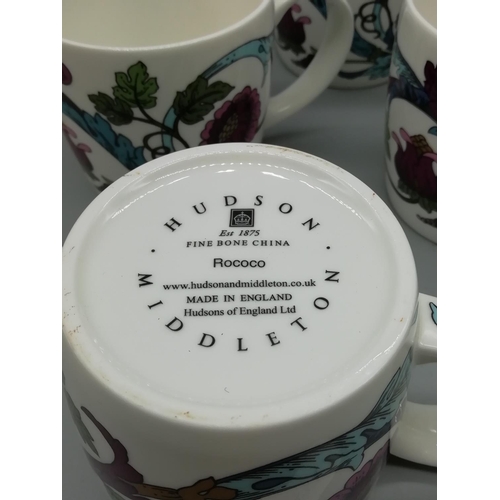 · HUDSON ·
Est 1875
FINE BONE CHINA
Rococo
www.hudsonandmiddleton.co.uk
MADE IN ENGLAND
Hudsons of England Ltd
MIDDLETON